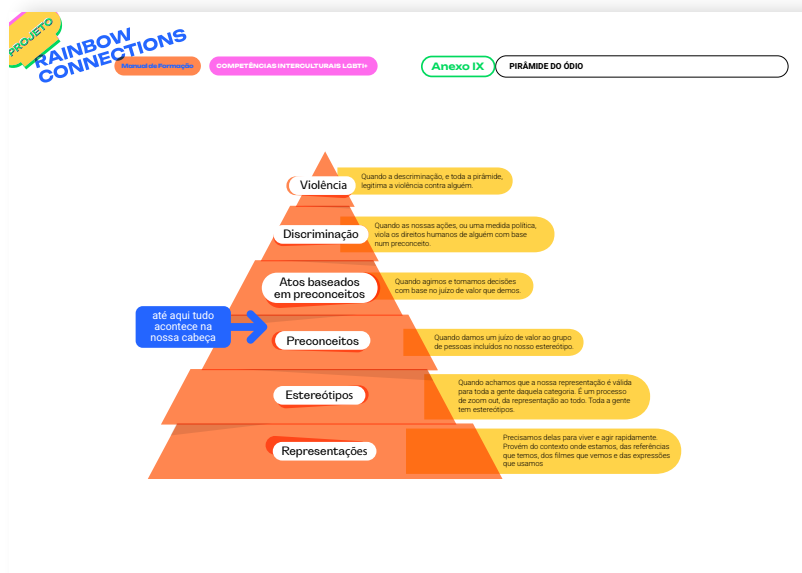 PROJETO
RAINBOW
CONNECTIONS
Manual de Formação
COMPETÊNCIAS INTERCULTURAIS LGBTI+
Anexo IX
PIRÂMIDE DO ÓDIO
Violência
Quando a descriminação, e toda a pirâmide,
legitima a violência contra alguém.
Discriminação
Quando as nossas ações, ou uma medida política,
viola os direitos humanos de alguém com base
num preconceito.
Atos baseados
em preconceitos
Quando agimos e tomamos decisões
com base no juizo de valor que demos.
até aqui tudo
acontece na
nossa cabeça
Preconceitos
Quando damos um juizo de valor ao grupo
de pessoas incluídos no nosso estereótipo.
Estereótipos
Quando achamos que a nossa representação é válida
para toda a gente daquela categoria. É um processo
de zoom out, da representação ao todo. Toda a gente
tem estereótipos.
Representações
Precisamos delas para viver e agir rapidamente.
Provém do contexto onde estamos, das referências
que temos, dos filmes que vemos e das expressões
que usamos